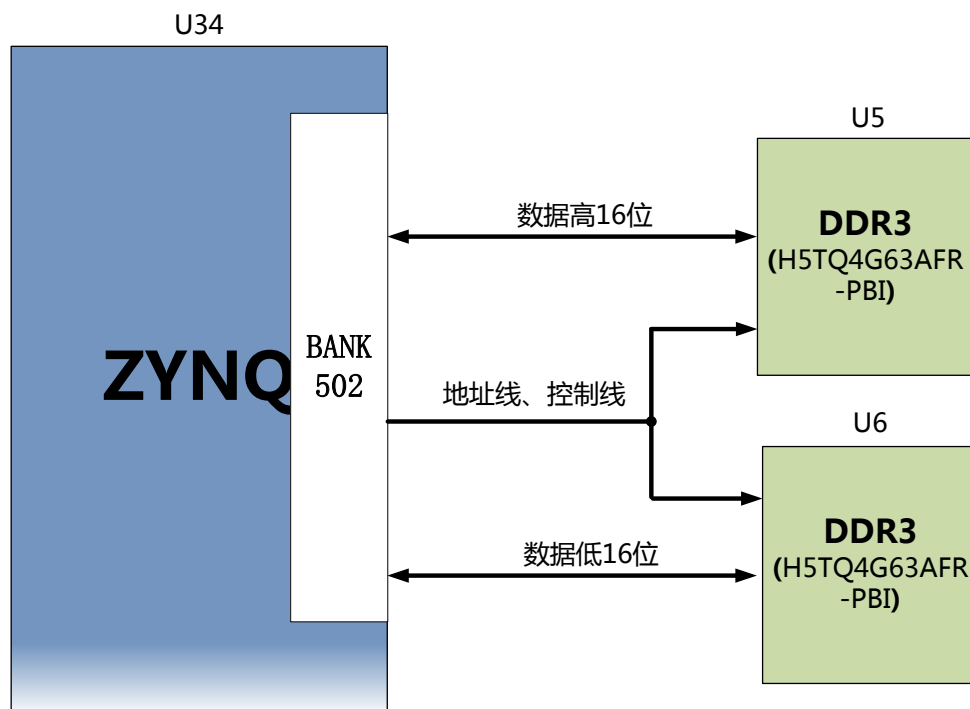 U34
U5
数据高16位
DDR3
(H5TQ4G63AFR
-PBI)
ZYNQ
BANK
502
地址线、控制线
U6
数据低16位
DDR3
(H5TQ4G63AFR
-PBI)